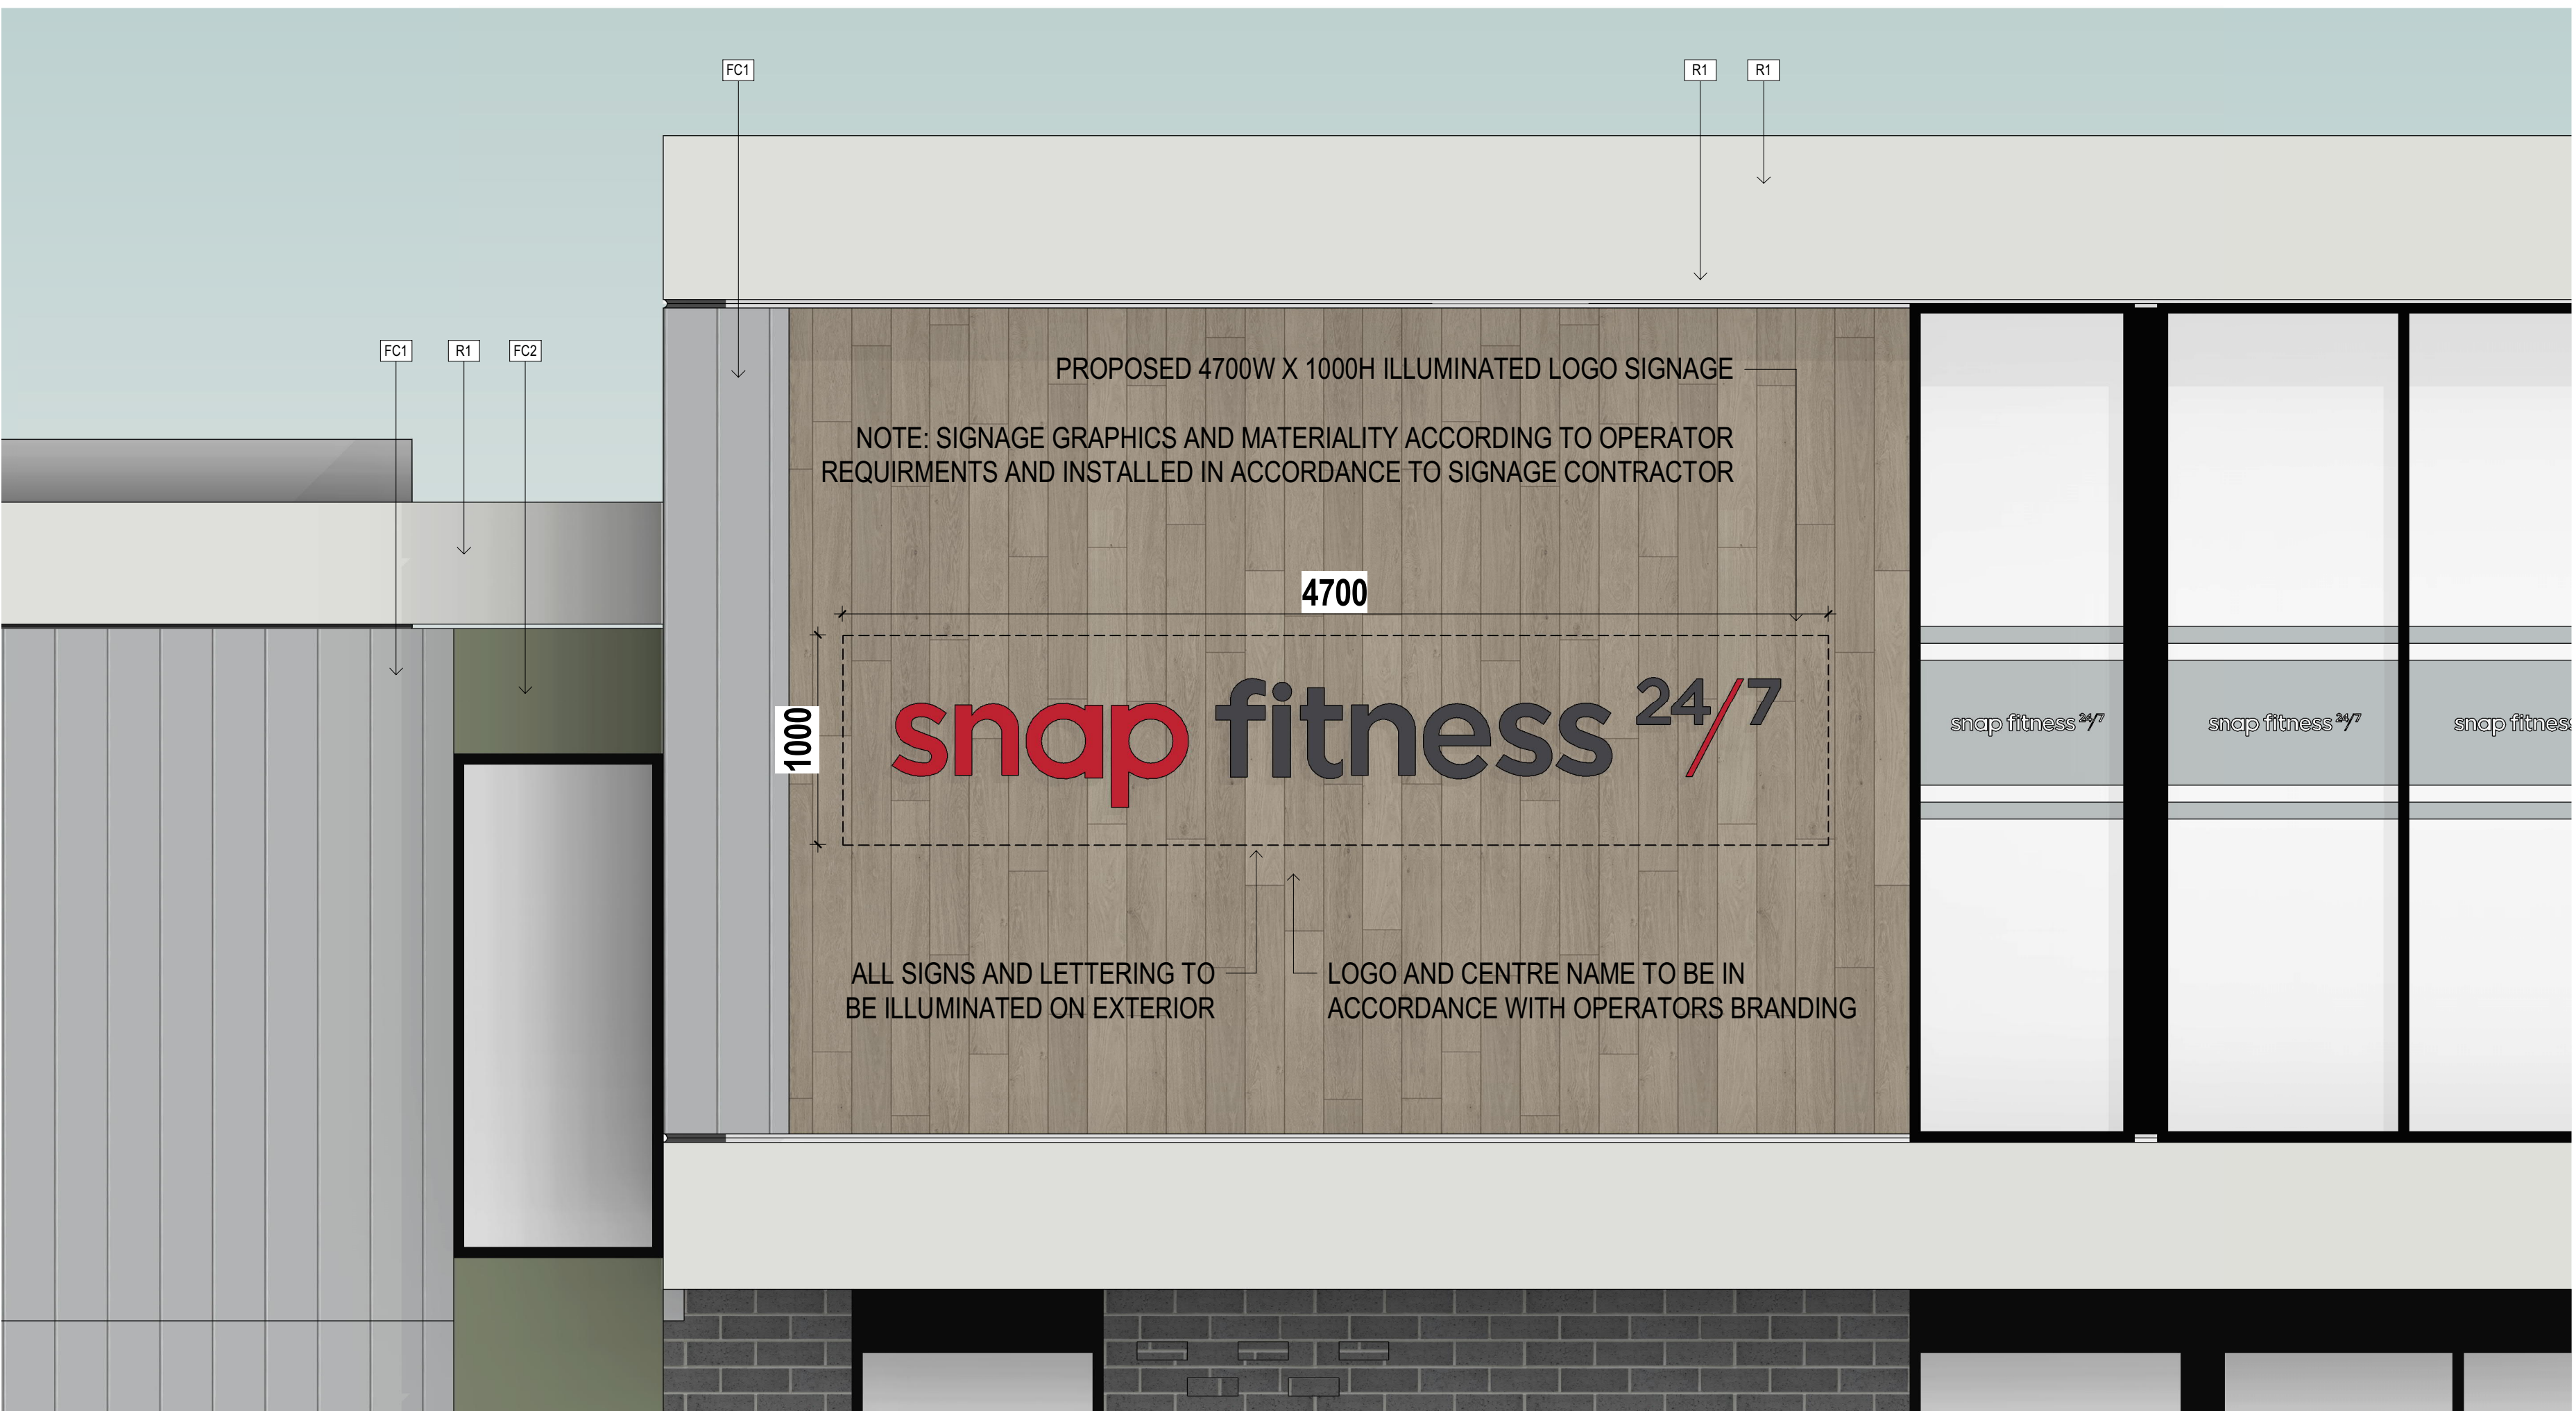 FC1
R1
R1
FC1
R1
FC2
PROPOSED 4700W X 1000H ILLUMINATED LOGO SIGNAGE
NOTE: SIGNAGE GRAPHICS AND MATERIALITY ACCORDING TO OPERATOR
REQUIRMENTS AND INSTALLED IN ACCORDANCE TO SIGNAGE CONTRACTOR
4700
1000
snap fitness 24/7
snap fitness 24/7
snap fitness 24/7
snap fitness
ALL SIGNS AND LETTERING TO
BE ILLUMINATED ON EXTERIOR
LOGO AND CENTRE NAME TO BE IN
ACCORDANCE WITH OPERATORS BRANDING